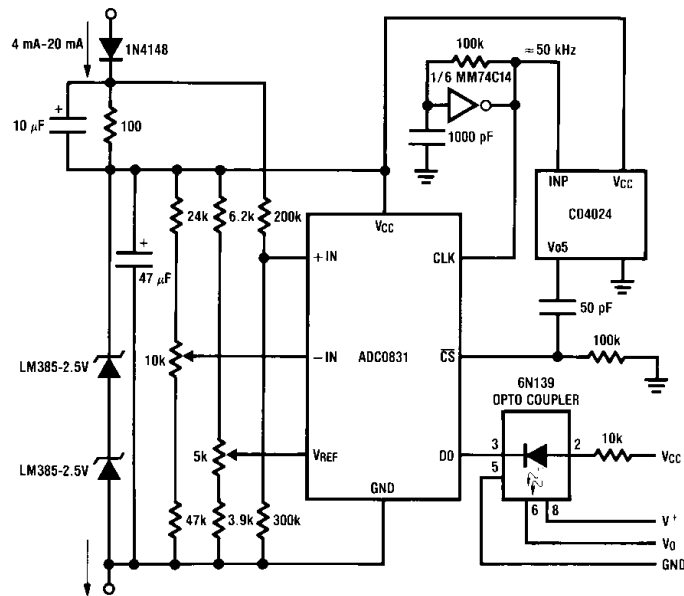 4 mA-20 mA
1N4148
+
10 μF
100
100k
≈ 50 kHz
1/6 MM74C14
1000 pF
INP
VCC
CD4024
V05
24k
6.2k
200k
VCC
+ IN
CLK
+
47 μF
50 pF
LM385-2.5V
10k
-IN
ADC0831
CS
100k
6N139
OPTO COUPLER
LM385-2.5V
5k
VREF
DO
3
2
10k
VCC
5
GND
6
8
47k
3.9k
300k
V+
VO
GND